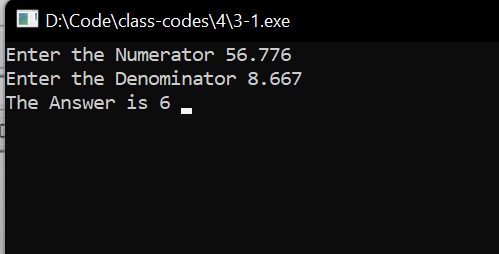 D:\Code\class-codes\4\3-1.exe
Enter the Numerator 56.776
Enter the Denominator 8.667
The Answer is 6